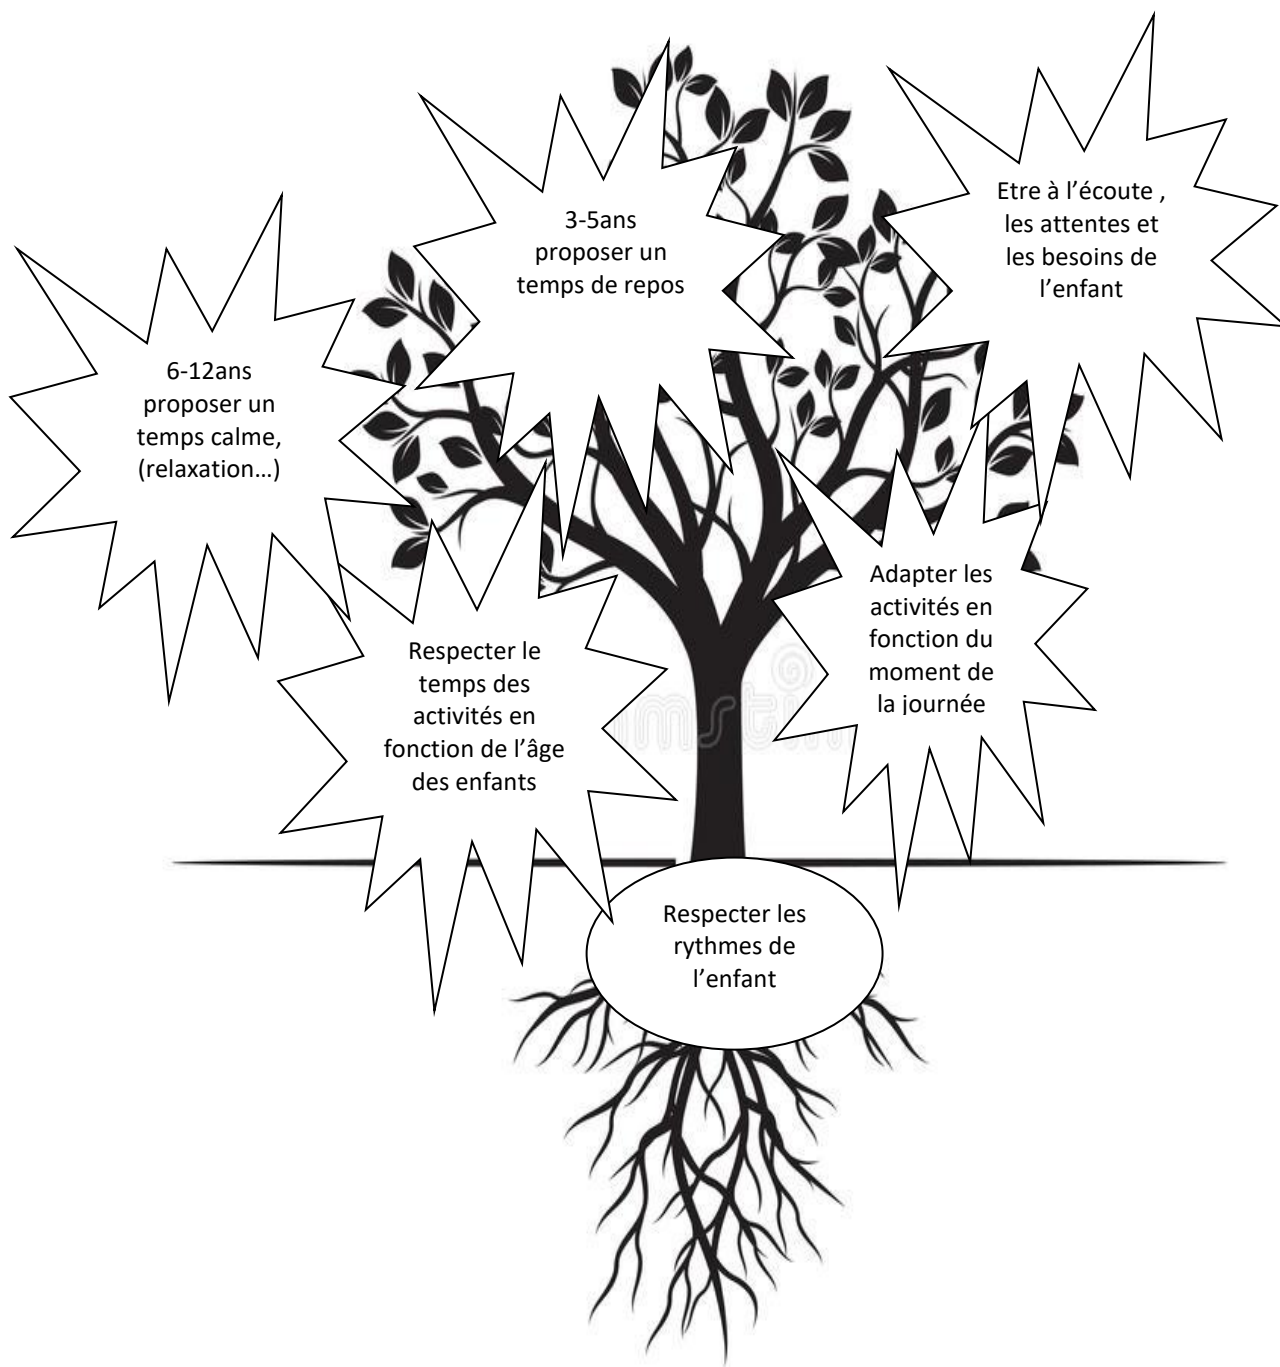 3-5ans
proposer un
temps de repos
Etre à l’écoute ,
les attentes et
les besoins de
l’enfant
6-12ans
proposer un
temps calme,
(relaxation…)
Adapter les
activités en
fonction du
moment de
la journée
Respecter le
temps des
activités en
fonction de l’âge
des enfants
Respecter les
rythmes de
l’enfant